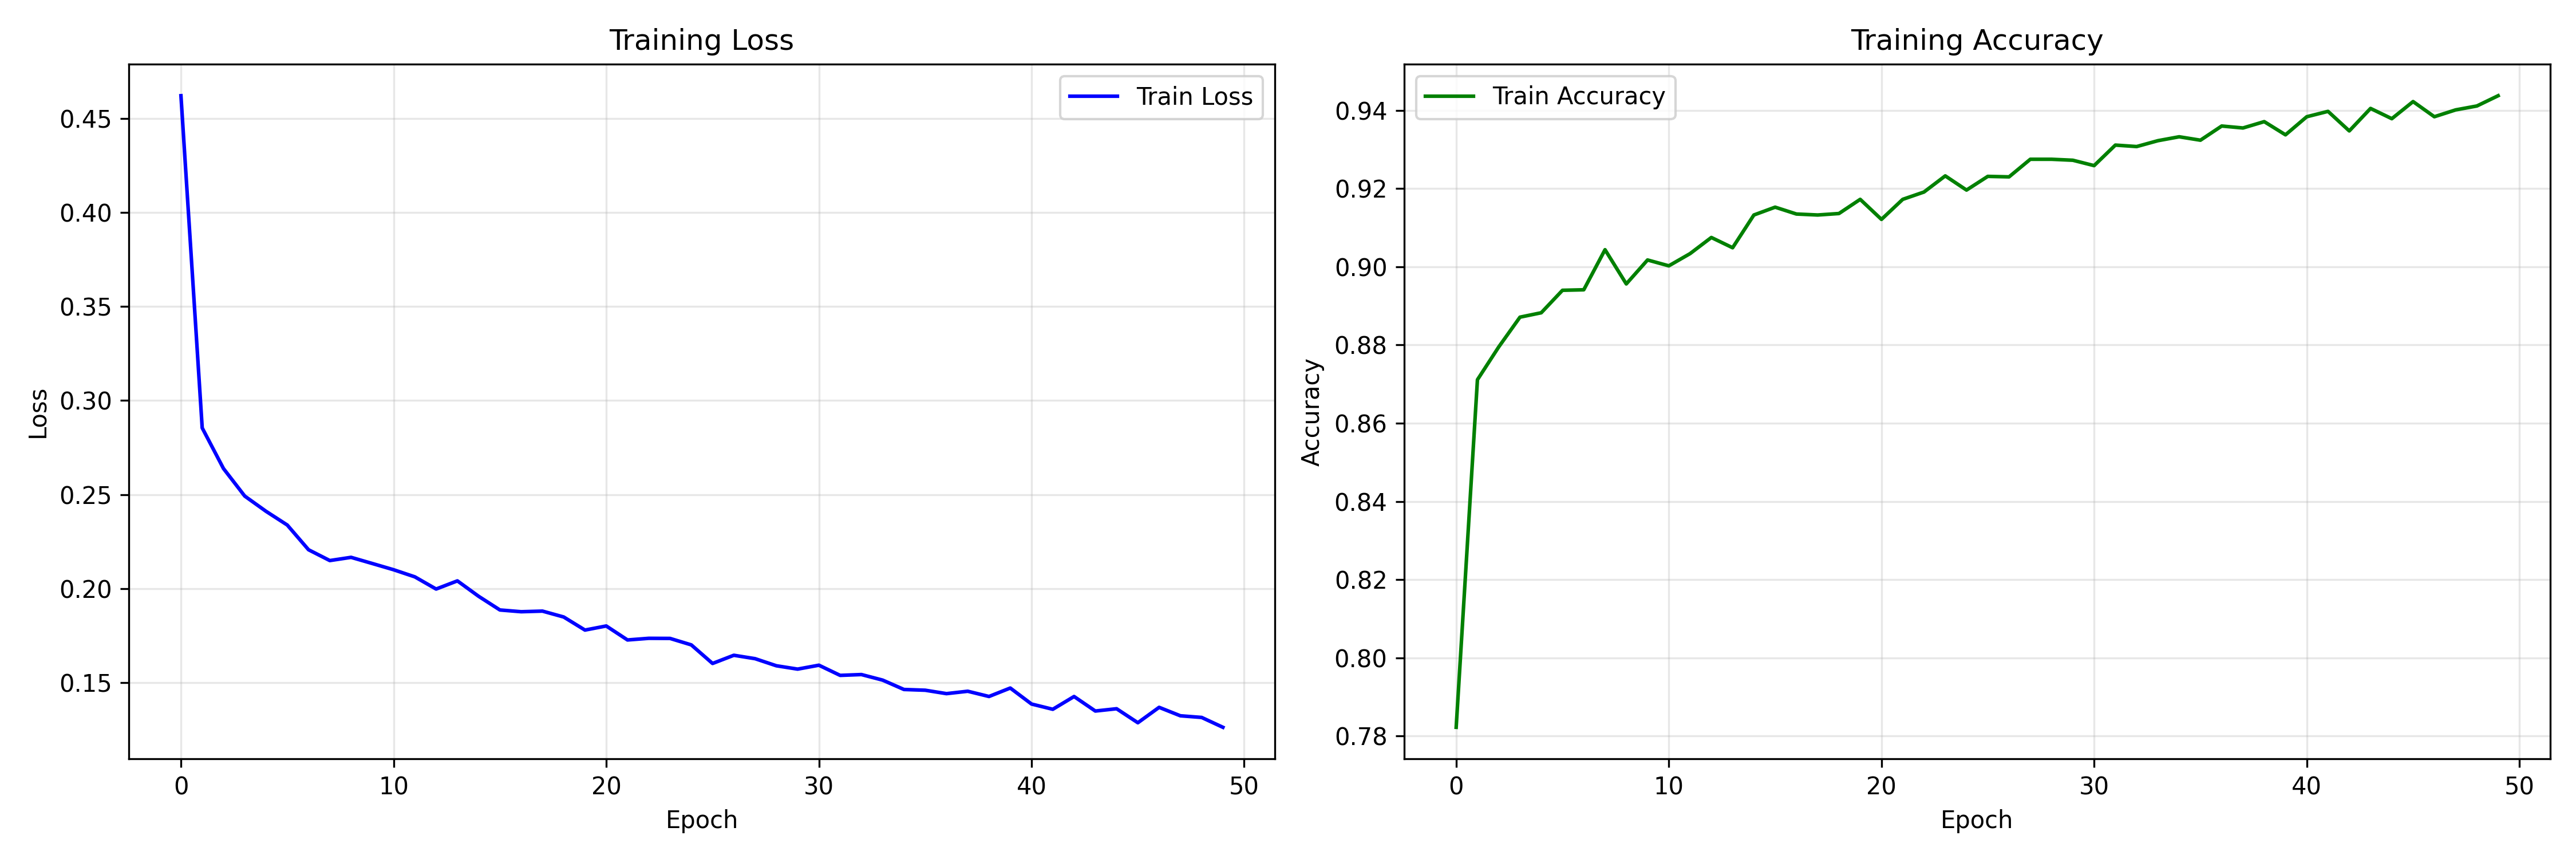 Training Loss
Train Loss
0.45
0.40
0.35
0.30
0.25
0.20
0.15
Loss
0 10 20 30 40 50
Epoch
Training Accuracy
Train Accuracy
0.94
0.92
0.90
0.88
0.86
0.84
0.82
0.80
0.78
Accuracy
0 10 20 30 40 50
Epoch